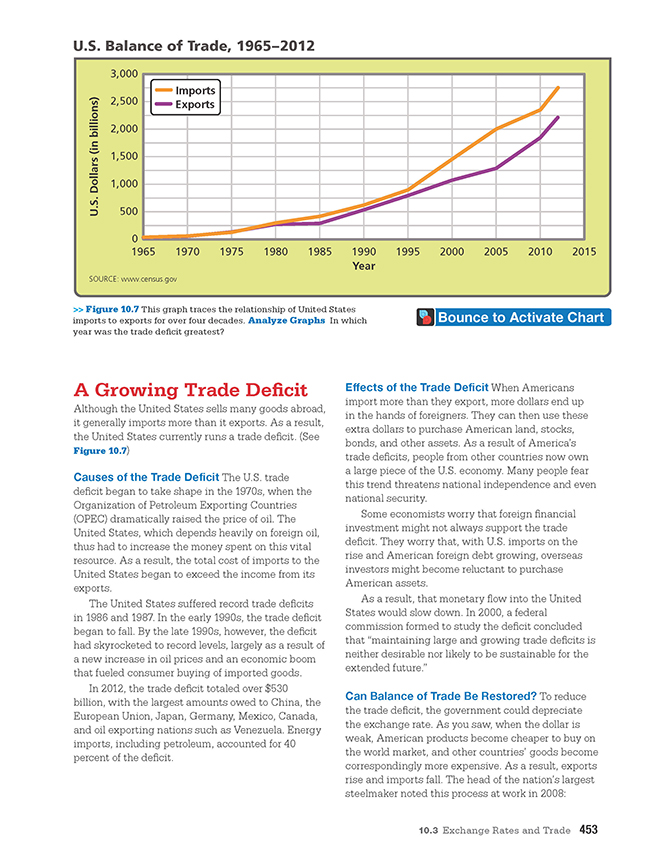 U.S. Balance of Trade, 1965–2012
3,000
2,500
2,000
1,500
1,000
500
0
U.S. Dollars (in billions)
Imports
Exports
1965 1970 1975 1980 1985 1990 1995 2000 2005 2010 2015
Year
SOURCE: www.census.gov
>> Figure 10.7 This graph traces the relationship of United States
imports to exports for over four decades. Analyze Graphs In which
year was the trade deficit greatest?
Bounce to Activate Chart
A Growing Trade Deficit
Although the United States sells many goods abroad,
it generally imports more than it exports. As a result,
the United States currently runs a trade deficit. (See
Figure 10.7)
Causes of the Trade Deficit The U.S. trade
deficit began to take shape in the 1970s, when the
Organization of Petroleum Exporting Countries
(OPEC) dramatically raised the price of oil. The
United States, which depends heavily on foreign oil,
thus had to increase the money spent on this vital
resource. As a result, the total cost of imports to the
United States began to exceed the income from its
exports.
The United States suffered record trade deficits
in 1986 and 1987. In the early 1990s, the trade deficit
began to fall. By the late 1990s, however, the deficit
had skyrocketed to record levels, largely as a result of
a new increase in oil prices and an economic boom
that fueled consumer buying of imported goods.
In 2012, the trade deficit totaled over $530
billion, with the largest amounts owed to China, the
European Union, Japan, Germany, Mexico, Canada,
and oil exporting nations such as Venezuela. Energy
imports, including petroleum, accounted for 40
percent of the deficit.
Effects of the Trade Deficit When Americans
import more than they export, more dollars end up
in the hands of foreigners. They can then use these
extra dollars to purchase American land, stocks,
bonds, and other assets. As a result of America's
trade deficits, people from other countries now own
a large piece of the U.S. economy. Many people fear
this trend threatens national independence and even
national security.
Some economists worry that foreign financial
investment might not always support the trade
deficit. They worry that, with U.S. imports on the
rise and American foreign debt growing, overseas
investors might become reluctant to purchase
American assets.
As a result, that monetary flow into the United
States would slow down. In 2000, a federal
commission formed to study the deficit concluded
that “maintaining large and growing trade deficits is
neither desirable nor likely to be sustainable for the
extended future.”
Can Balance of Trade Be Restored? To reduce
the trade deficit, the government could depreciate
the exchange rate. As you saw, when the dollar is
weak, American products become cheaper to buy on
the world market, and other countries' goods become
correspondingly more expensive. As a result, exports
rise and imports fall. The head of the nation's largest
steelmaker noted this process at work in 2008:
10.3 Exchange Rates and Trade 453